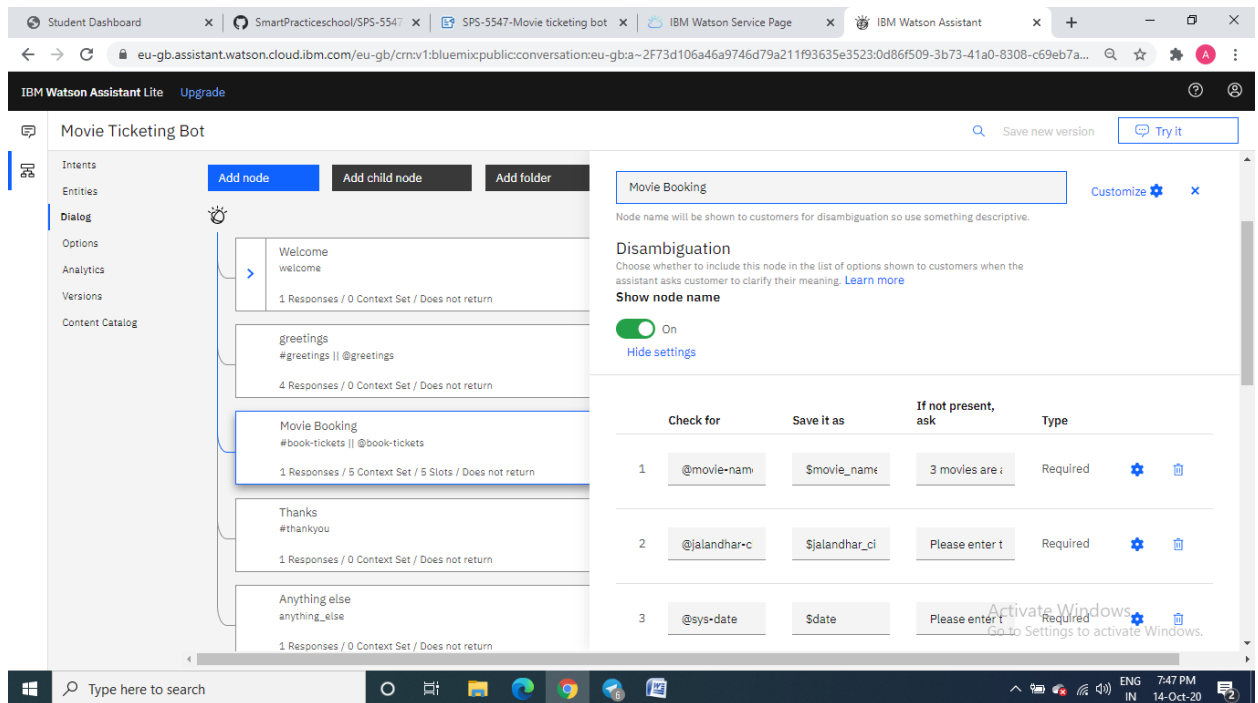 Student Dashboard
SmartPracticeschool/SPS-5547
SPS-5547-Movie ticketing bot
IBM Watson Service Page
IBM Watson Assistant
eu-gb.assistant.watson.cloud.ibm.com/eu-gb/crn:v1:bluemix:public:conversation:eu-gb:a~2F73d106a46a9746d79a211f93635e3523:0d86f509-3b73-41a0-8308-c69eb7a...
A
IBM Watson Assistant Lite Upgrade
Movie Ticketing Bot
Save new version
Try it
Intents
Entities
Dialog
Options
Analytics
Versions
Content Catalog
Add node
Add child node
Add folder
Welcome
welcome
1 Responses / 0 Context Set / Does not return
greetings
#greetings || @greetings
4 Responses / 0 Context Set / Does not return
Movie Booking
#book-tickets || @book-tickets
1 Responses / 5 Context Set / 5 Slots / Does not return
Thanks
#thankyou
1 Responses / 0 Context Set / Does not return
Anything else
anything_else
1 Responses / 0 Context Set / Does not return
Movie Booking
Customize
Node name will be shown to customers for disambiguation so use something descriptive.
Disambiguation
Choose whether to include this node in the list of options shown to customers when the
assistant asks customer to clarify their meaning. Learn more
Show node name
On
Hide settings
Check for
Save it as
If not present,
ask
Type
1 @movie-nam $movie_name 3 movies are a Required
2 @jalandhar-c $jalandhar_ci Please enter t Required
3 @sys-date $date Please enter t Required
Activate Windows
Go to Settings to activate Windows.
Type here to search
6
ENG
IN
7:47 PM
14-Oct-20
2